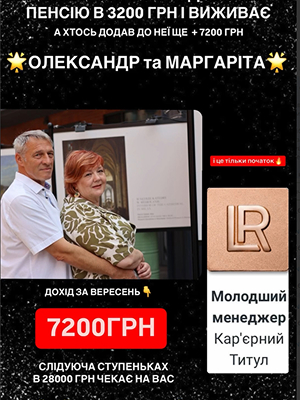 ПЕНСІЮ В 3200 ГРН І ВИЖИВАЄ
А ХТОСЬ ДОДАВ ДО НЕЇ ЩЕ + 7200 ГРН
🌟ОЛЕКСАНДР та МАРГАРІТА🌟
і це тільки початок🔥
LR
Молодший
менеджер
Кар'єрний
Титул
ДОХІД ЗА ВЕРЕСЕНЬ👇
7200ГРН
СЛІДУЮЧА СТУПЕНЬКАХ
В 28000 ГРН ЧЕКАЄ НА ВАС